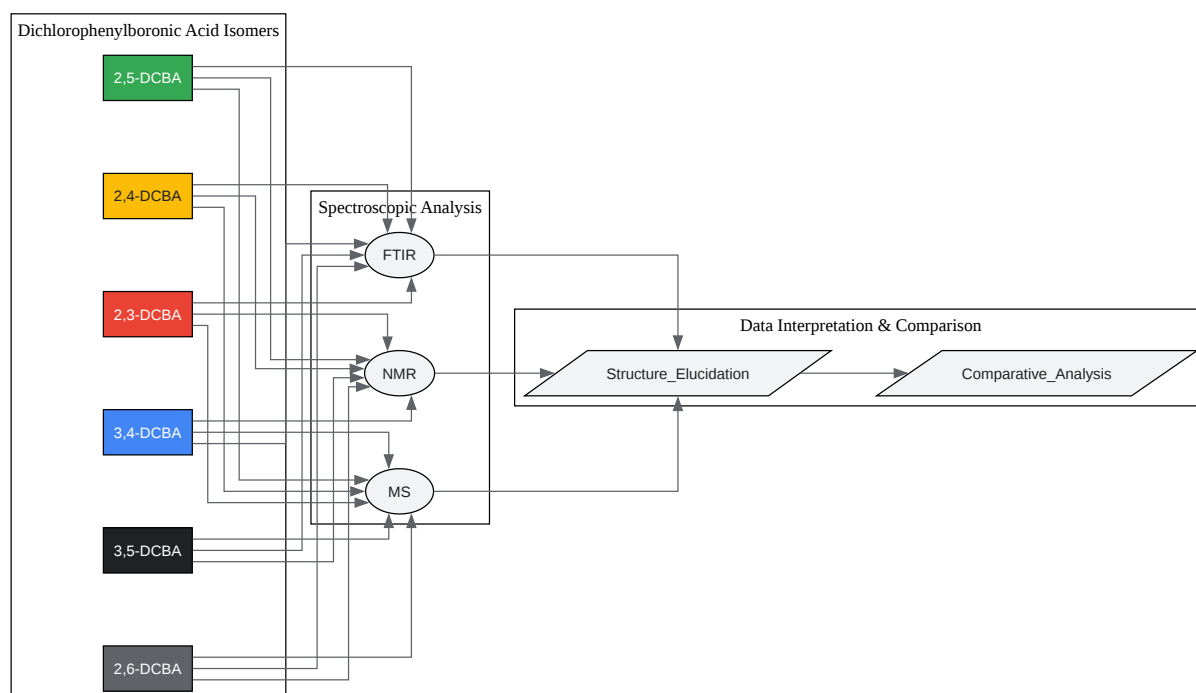 Dichlorophenylboronic Acid Isomers
2,5-DCBA
2,4-DCBA
2,3-DCBA
3,4-DCBA
3,5-DCBA
2,6-DCBA
Spectroscopic Analysis
FTIR
NMR
MS
Data Interpretation & Comparison
Structure_Elucidation
Comparative_Analysis